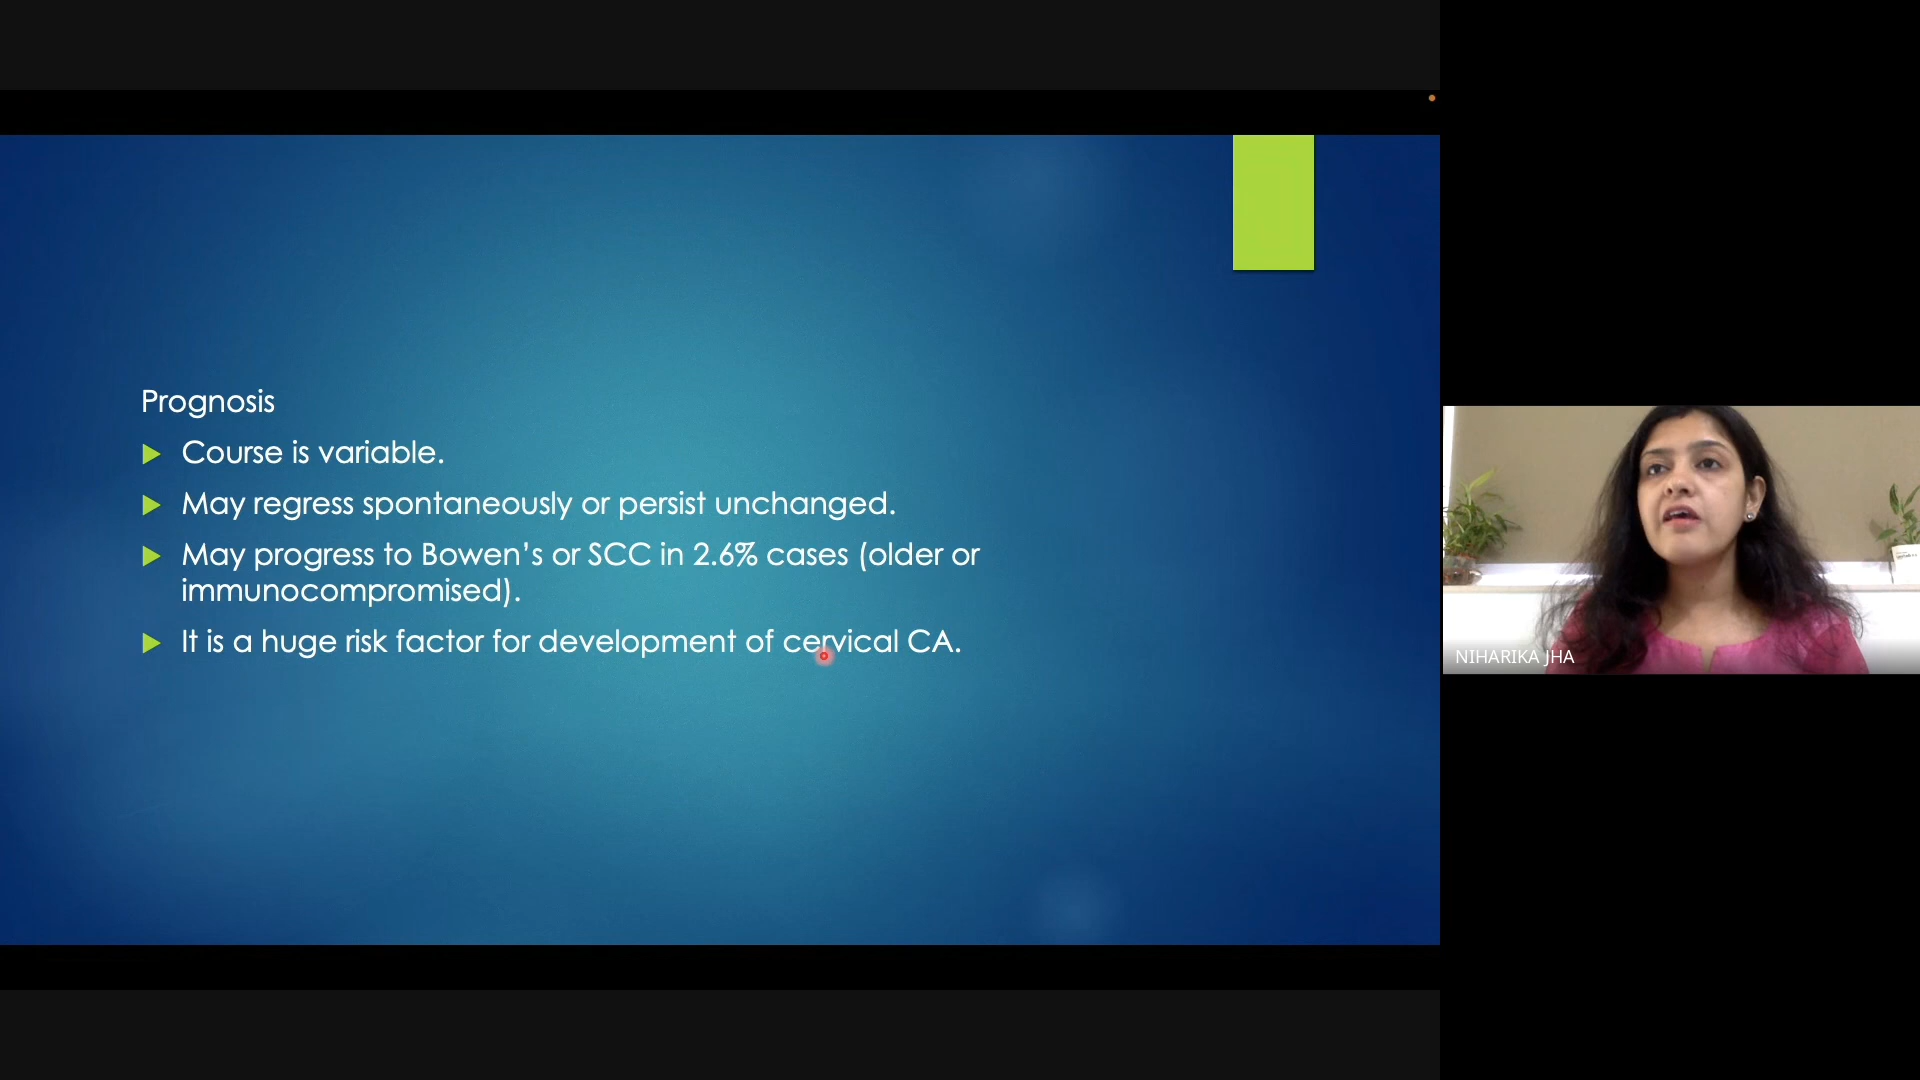 Prognosis
Course is variable.
May regress spontaneously or persist unchanged.
May progress to Bowen's or SCC in 2.6% cases (older or
immunocompromised).
It is a huge risk factor for development of cervical CA.
NIHARIKA JHA